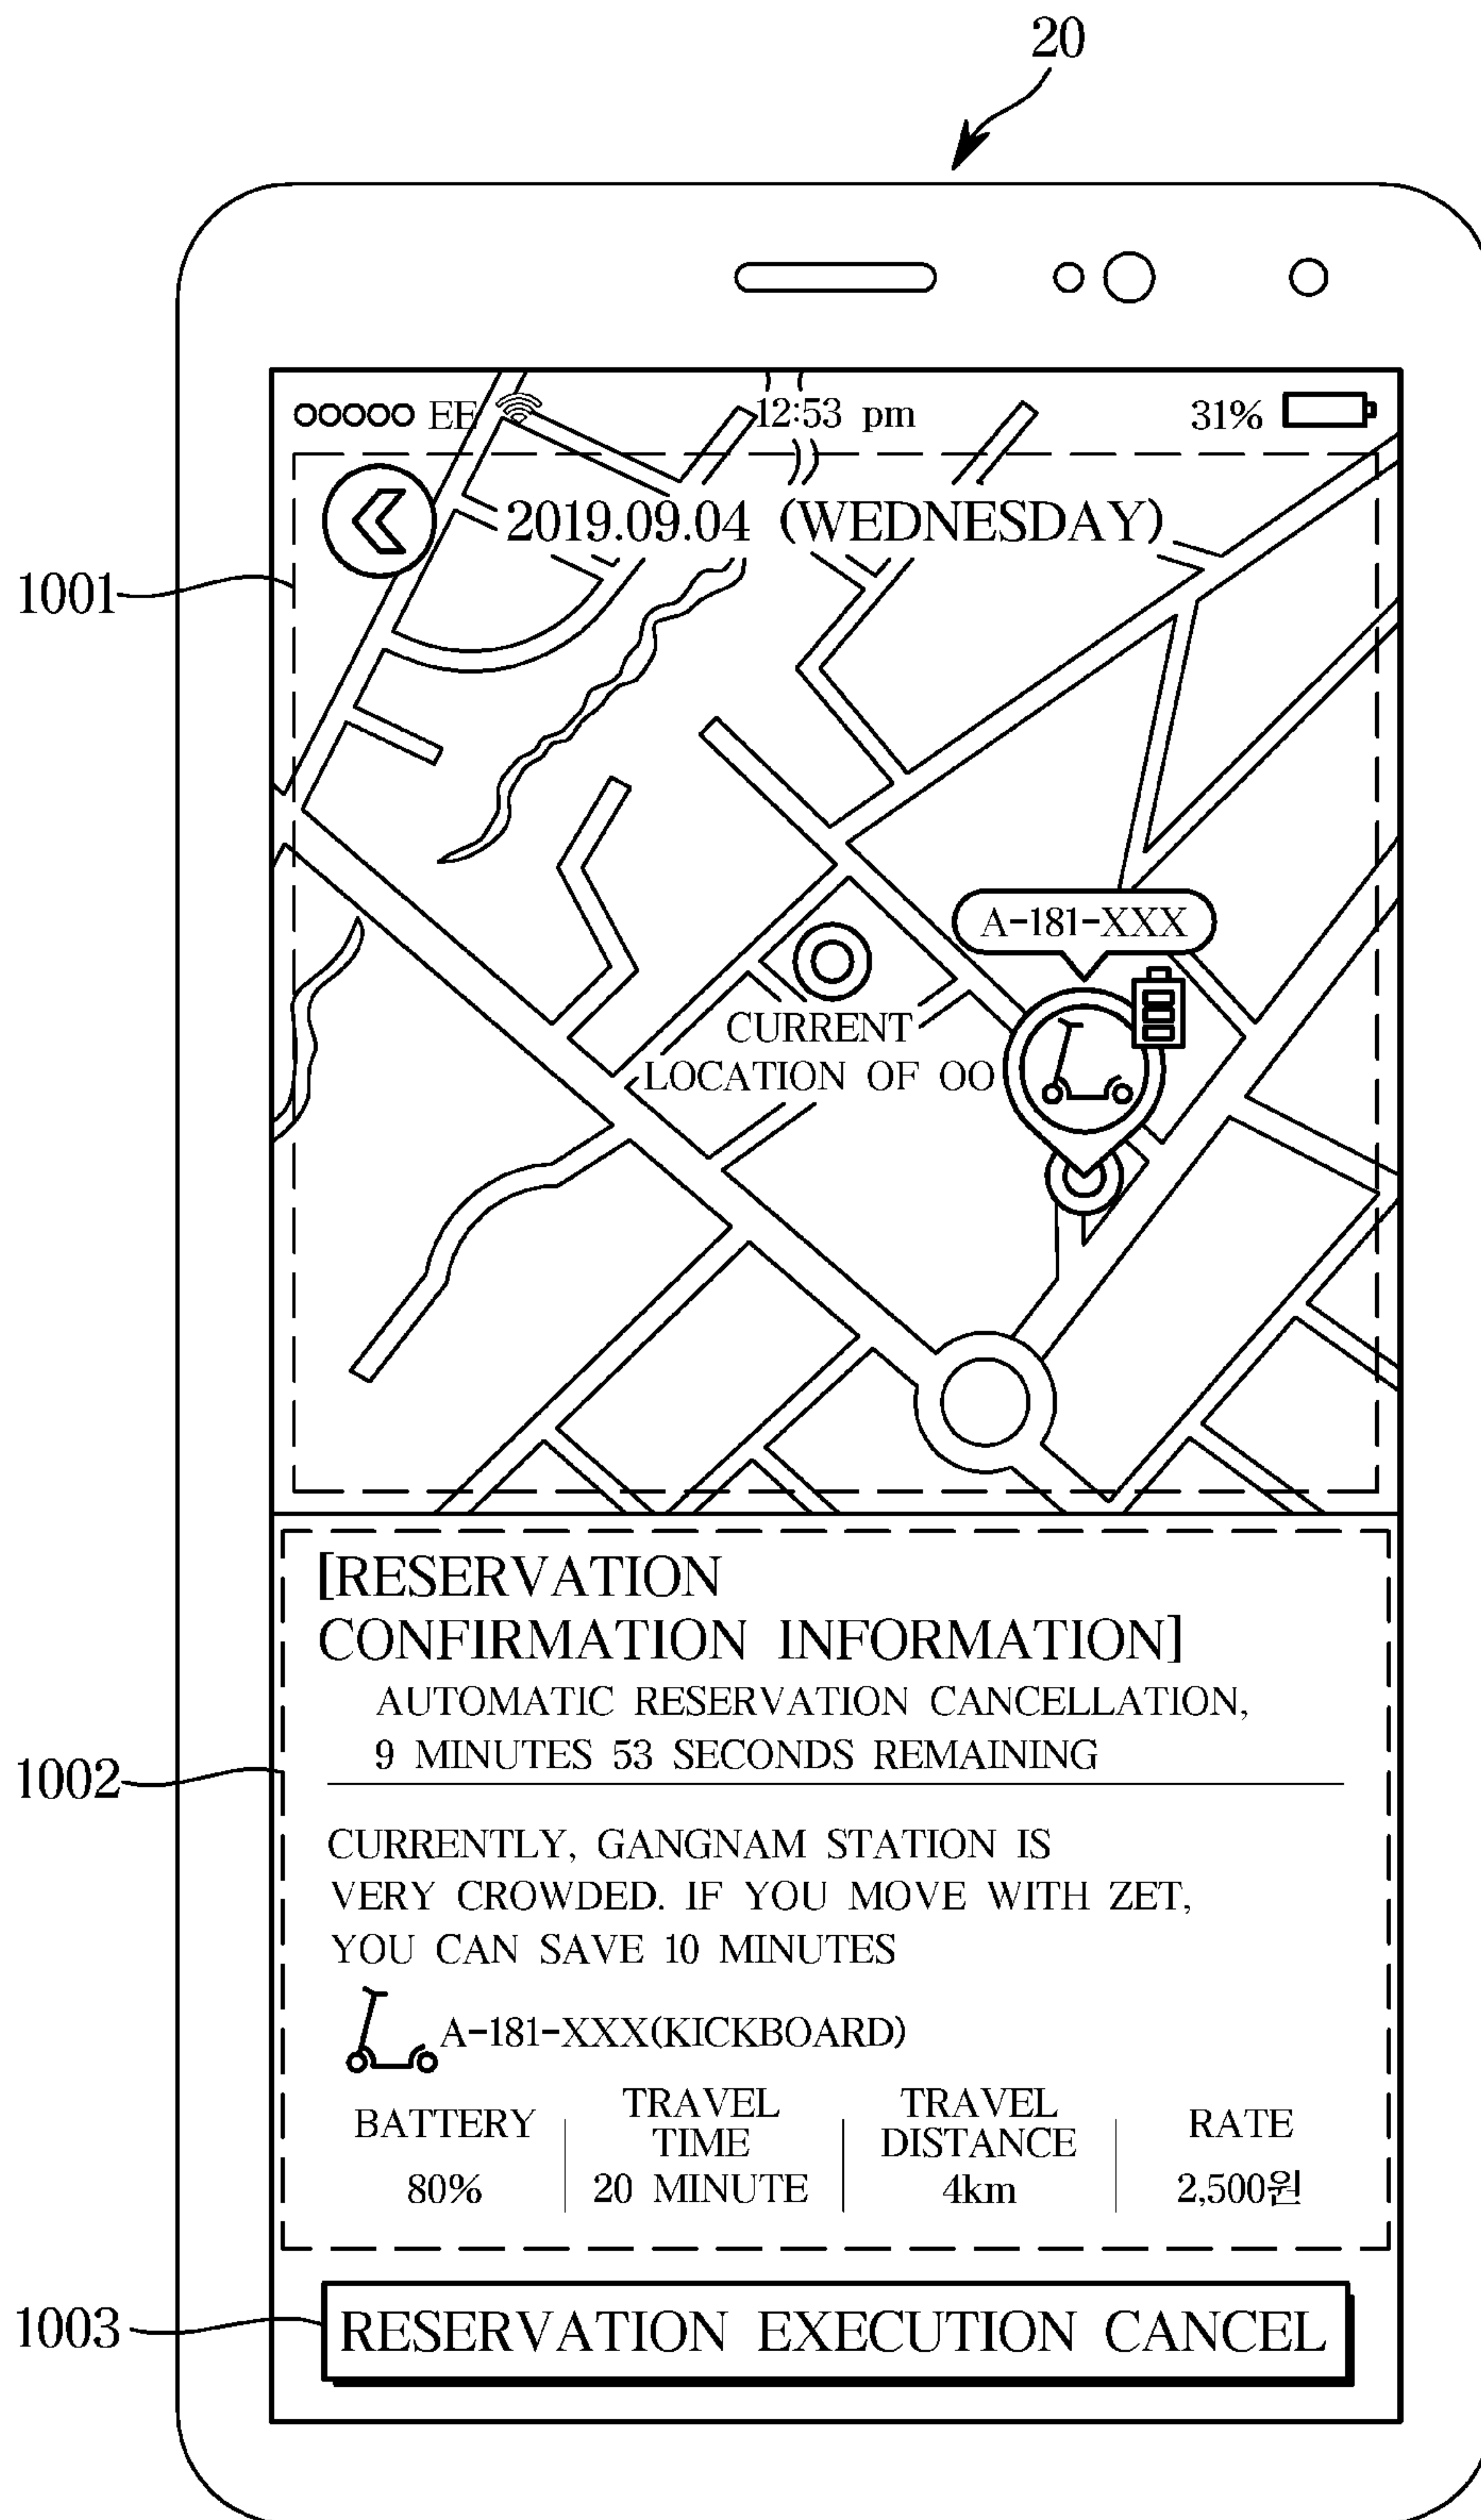 20
EE 12:53 pm 31%
2019.09.04 (WEDNESDAY)
1001
A-181-XXX
CURRENT
LOCATION OF OO
[RESERVATION
CONFIRMATION INFORMATION]
AUTOMATIC RESERVATION CANCELLATION,
9 MINUTES 53 SECONDS REMAINING
1002
CURRENTLY, GANGNAM STATION IS
VERY CROWDED. IF YOU MOVE WITH ZET,
YOU CAN SAVE 10 MINUTES
A-181-XXX(KICKBOARD)
BATTERY
80%
TRAVEL
TIME
20 MINUTE
TRAVEL
DISTANCE
4km
RATE
2,500원
1003
RESERVATION EXECUTION CANCEL